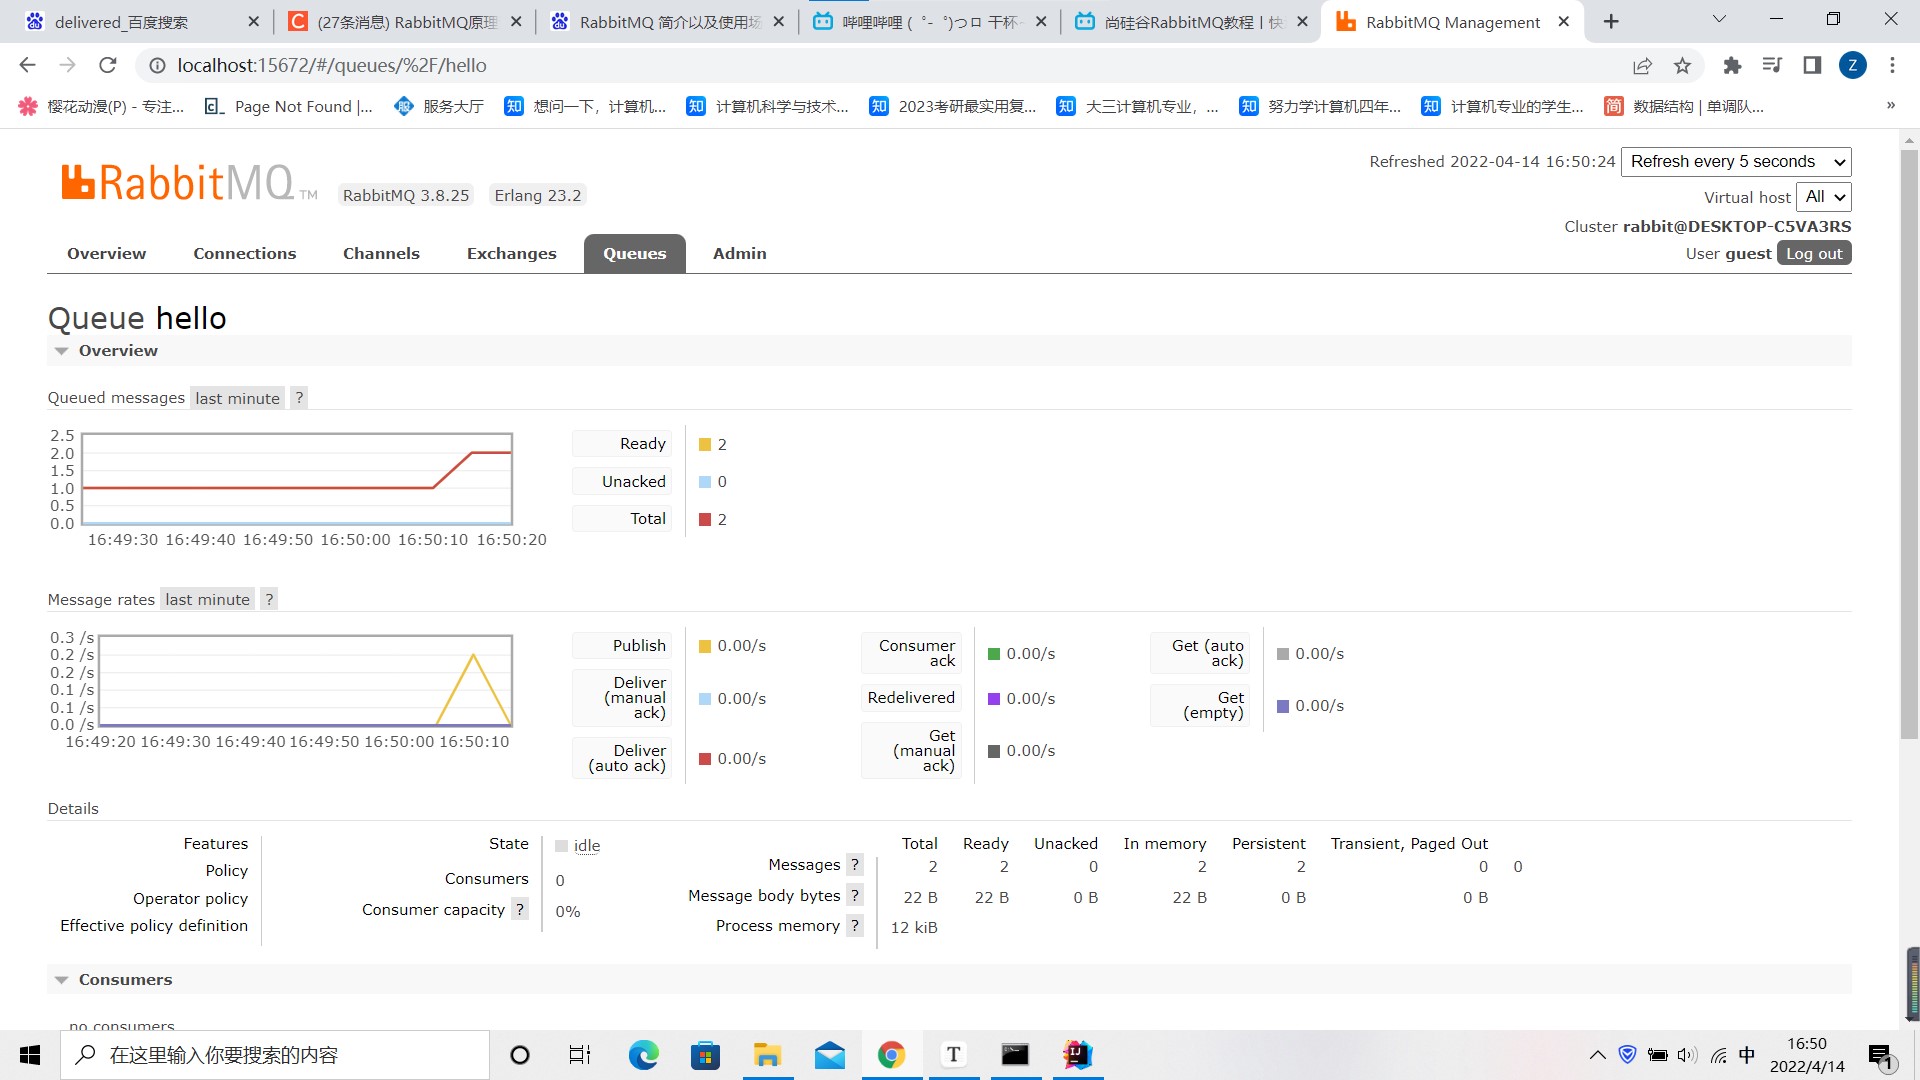 delivered_百度搜索
(27条消息) RabbitMQ原理
RabbitMQ 简介以及使用场
哔哩哔哩 ( ゜- ゜)つロ 干杯~
尚硅谷RabbitMQ教程丨快
RabbitMQ Management
localhost:15672/#/queues/%2F/hello
Z
樱花动漫(P) - 专注...
Page Not Found |...
服务大厅
想问一下，计算机...
计算机科学与技术...
2023考研最实用复...
大三计算机专业，...
努力学计算机四年...
计算机专业的学生...
数据结构 | 单调队...
»
RabbitMQ TM
RabbitMQ 3.8.25
Erlang 23.2
Refreshed 2022-04-14 16:50:24
Refresh every 5 seconds
Virtual host All
Cluster rabbit@DESKTOP-C5VA3RS
User guest Log out
Overview
Connections
Channels
Exchanges
Queues
Admin
Queue hello
Overview
Queued messages last minute ?
2.5
2.0
1.5
1.0
0.5
0.0
16:49:30 16:49:40 16:49:50 16:50:00 16:50:10 16:50:20
Ready 2
Unacked 0
Total 2
Message rates last minute ?
0.3 /s
0.2 /s
0.2 /s
0.1 /s
0.1 /s
0.0 /s
16:49:20 16:49:30 16:49:40 16:49:50 16:50:00 16:50:10
Publish 0.00/s
Deliver
(manual 0.00/s
ack)
Deliver
(auto ack) 0.00/s
Consumer
ack 0.00/s
Redelivered 0.00/s
Get
(manual 0.00/s
ack)
Get (auto
ack) 0.00/s
Get
(empty) 0.00/s
Details
Features
Policy
Operator policy
Effective policy definition
State idle
Consumers 0
Consumer capacity ? 0%
Total Ready Unacked In memory Persistent Transient, Paged Out
Messages ? 2 2 0 2 2 0 0
Message body bytes ? 22 B 22 B 0 B 22 B 0 B 0 B
Process memory ? 12 kiB
Consumers
no consumers
在这里输入你要搜索的内容
T
中
16:50
2022/4/14
1